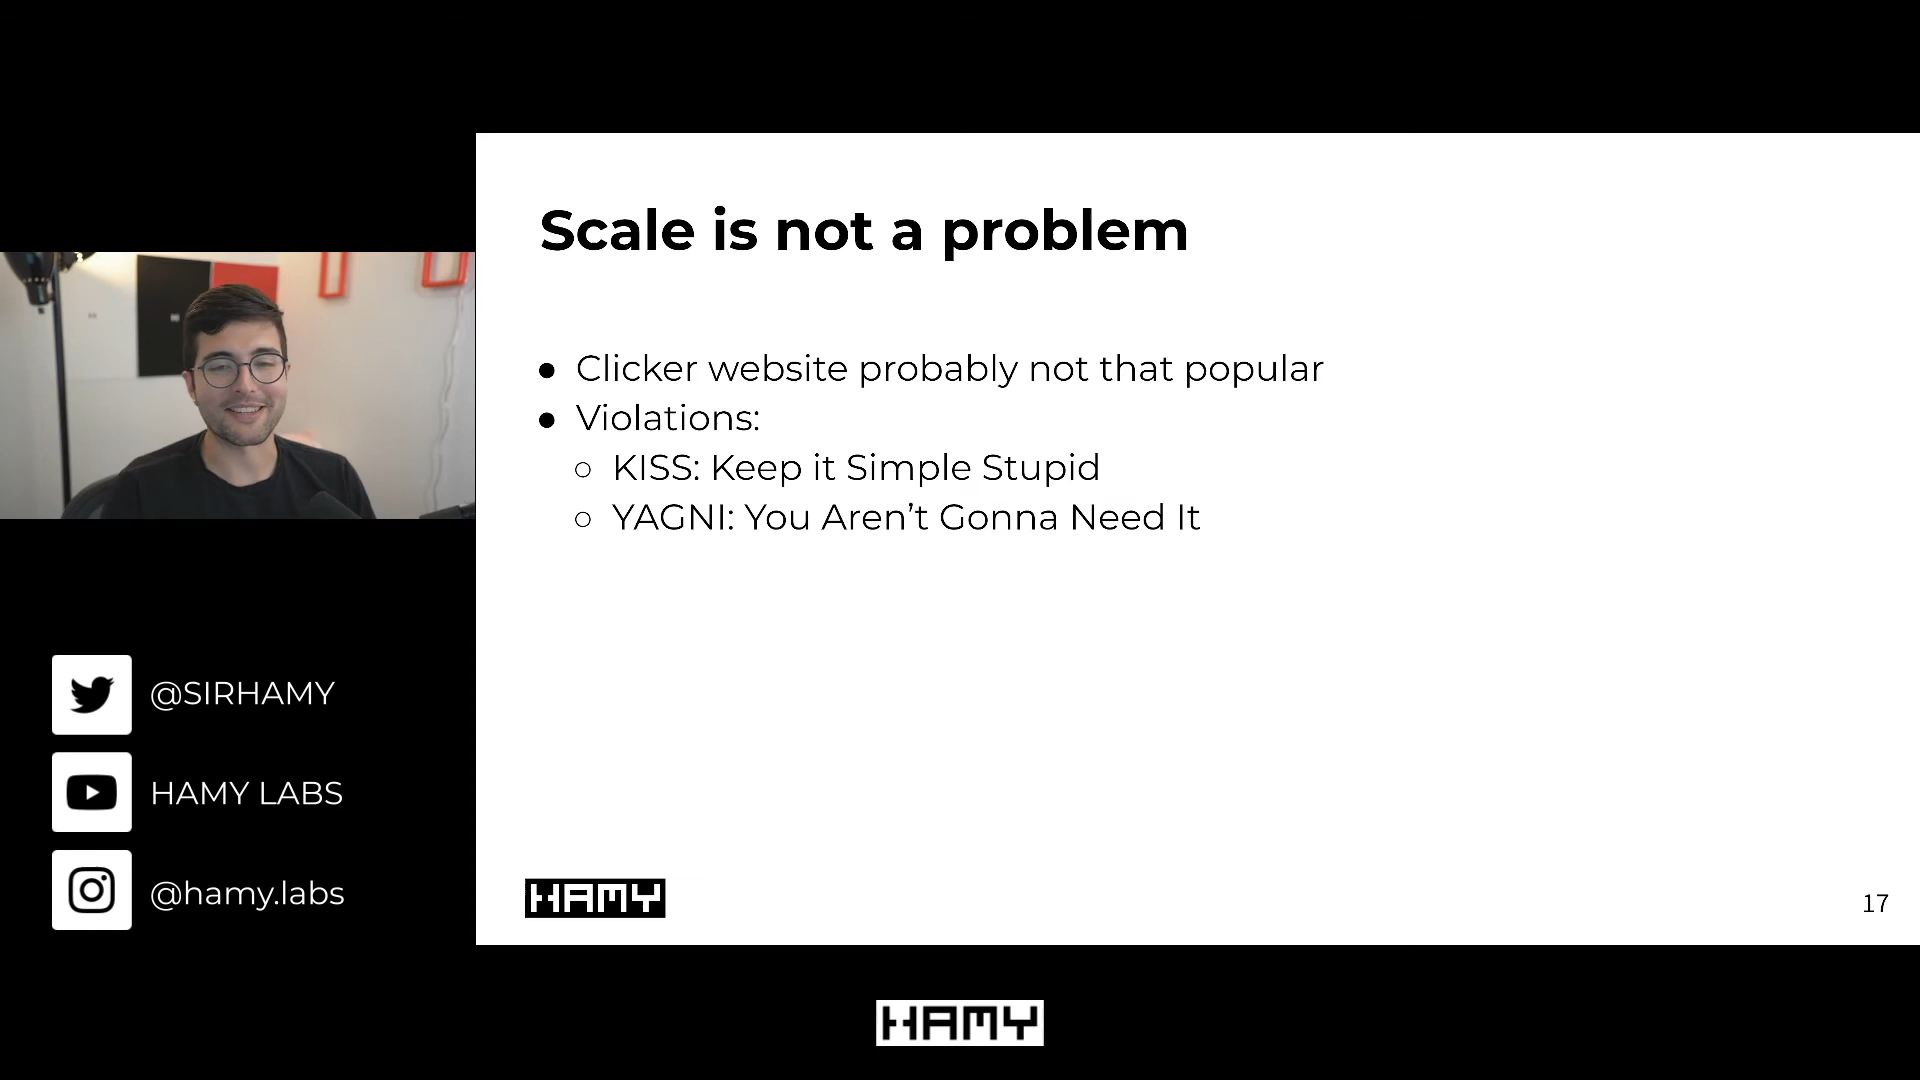 Scale is not a problem
● Clicker website probably not that popular
● Violations:
○ KISS: Keep it Simple Stupid
○ YAGNI: You Aren’t Gonna Need It
@SIRHAMY
HAMY LABS
@hamy.labs
HAMY
17
HAMY